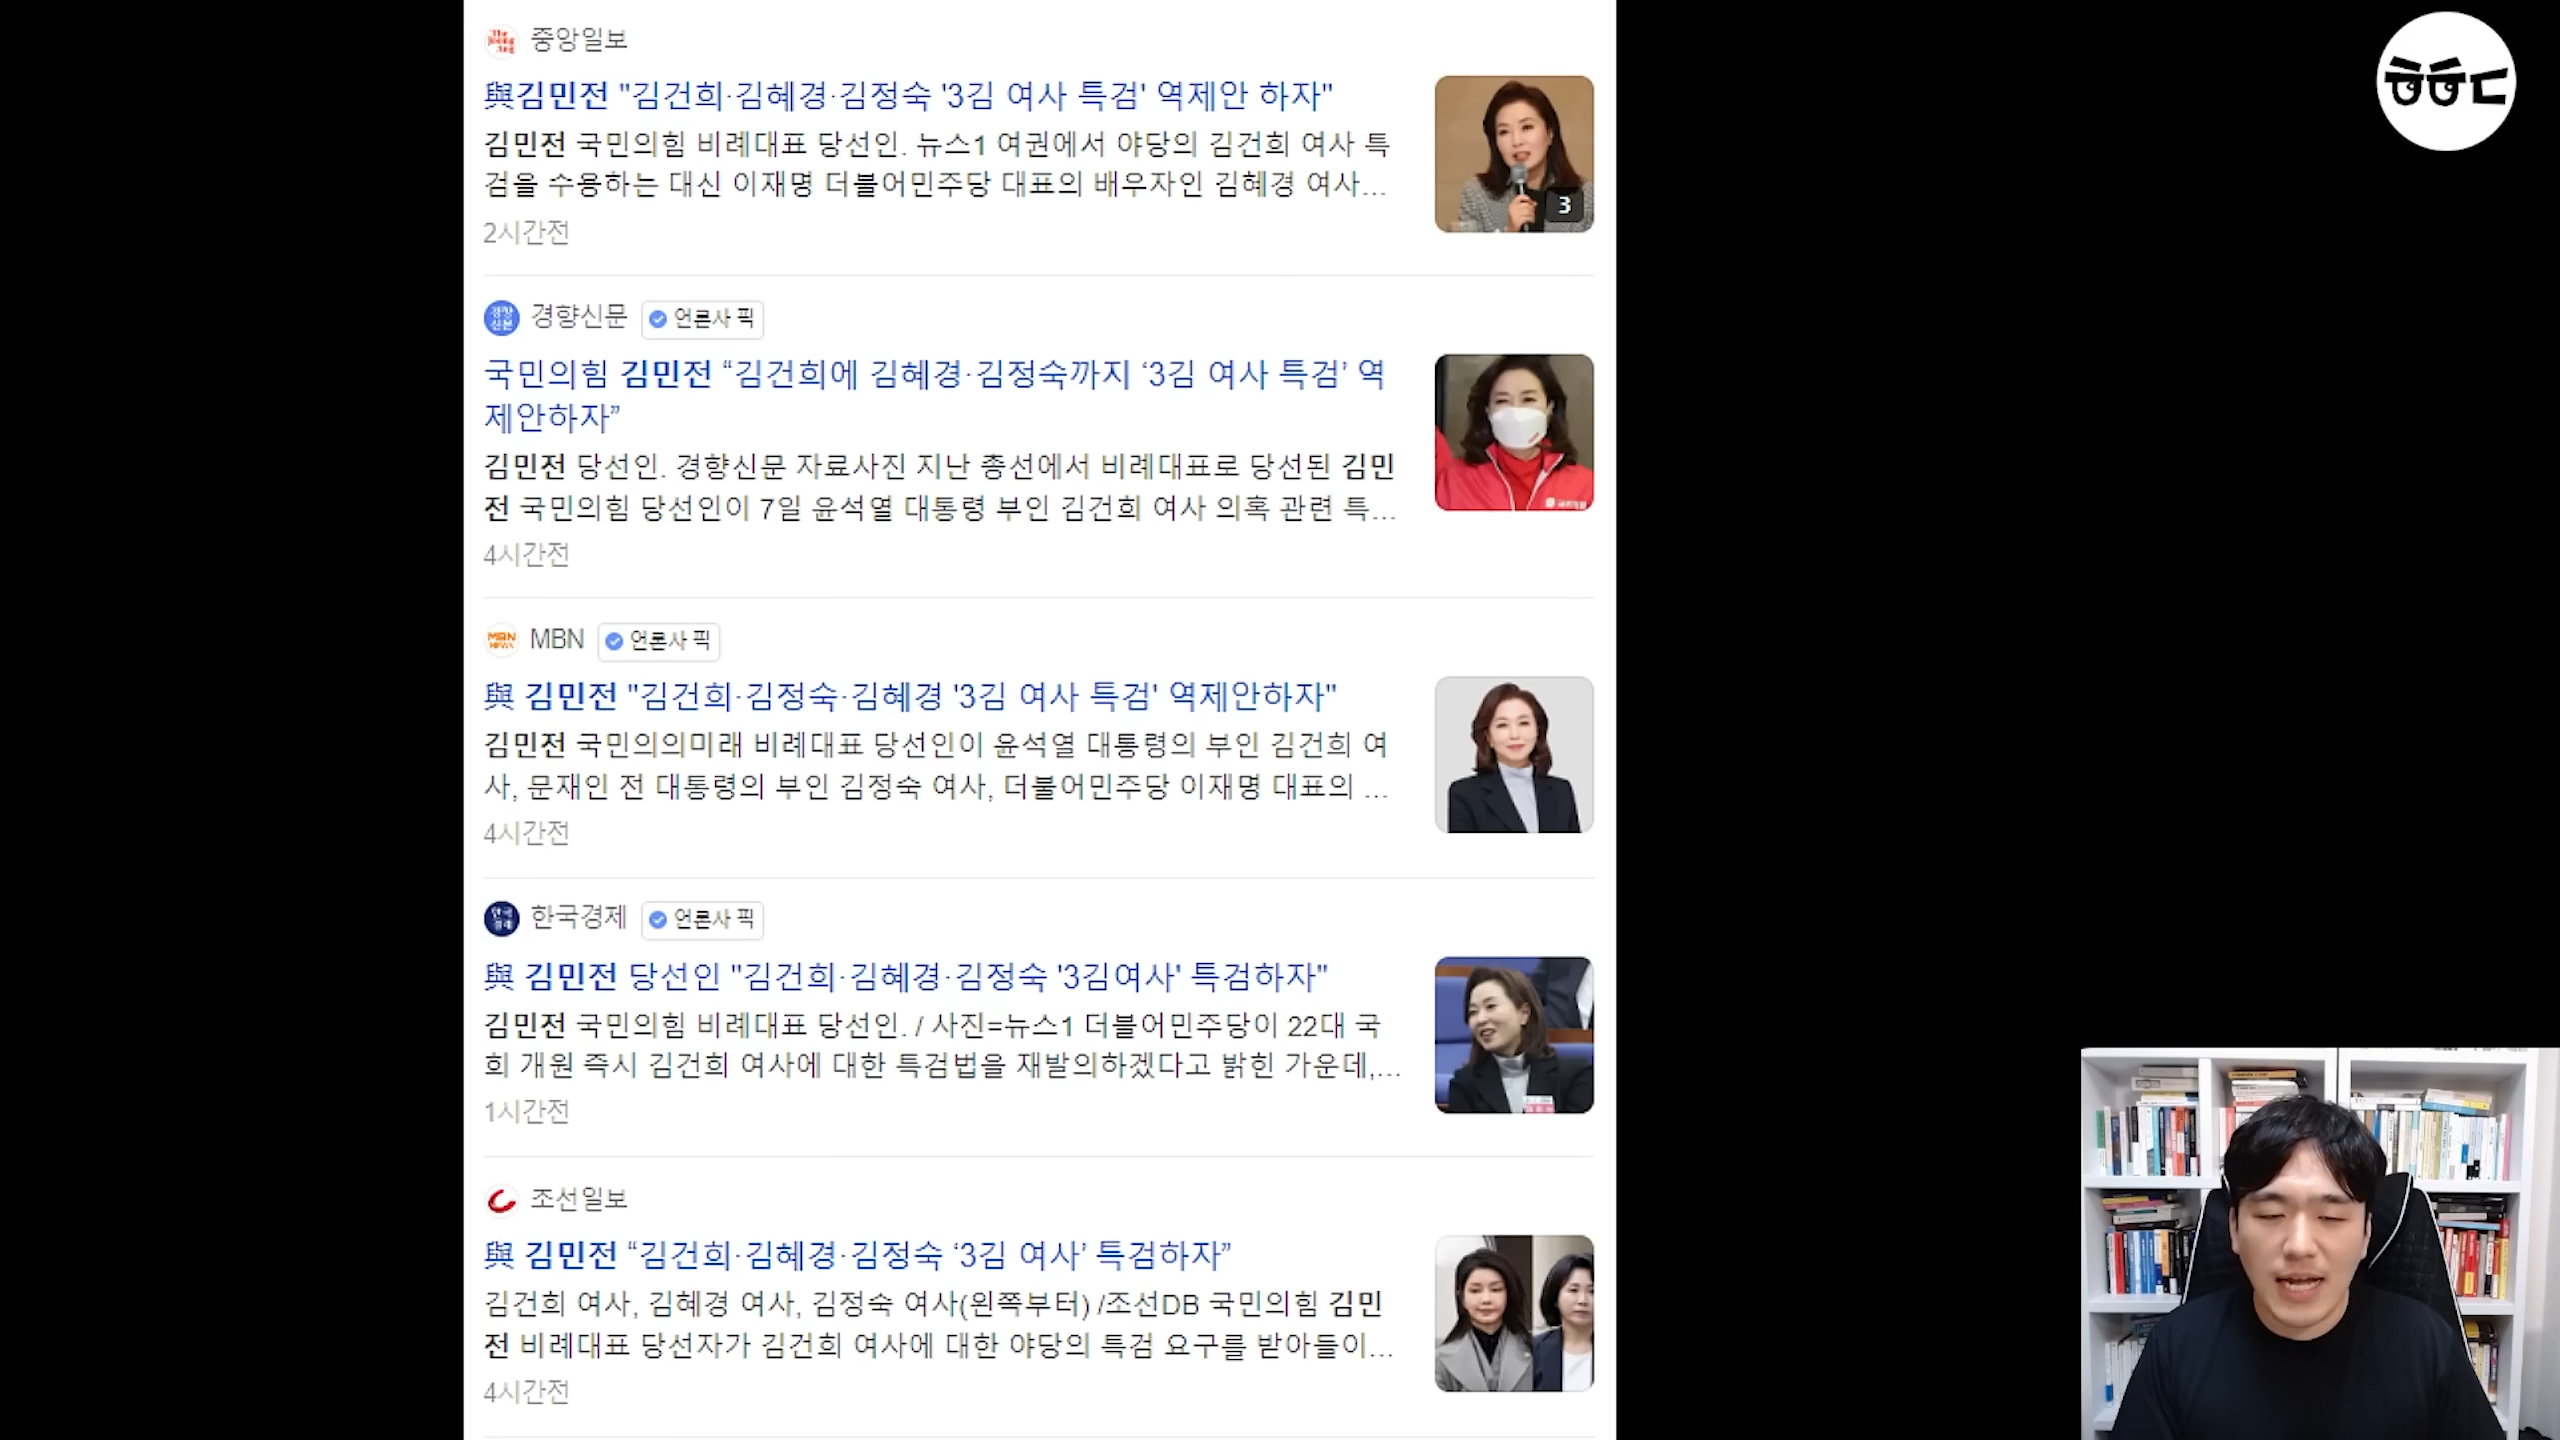 중앙일보
與김민전 "김건희·김혜경·김정숙 '3김 여사 특검' 역제안 하자"
김민전 국민의힘 비례대표 당선인. 뉴스1 여권에서 야당의 김건희 여사 특
검을 수용하는 대신 이재명 더불어민주당 대표의 배우자인 김혜경 여사...
3
2시간전
경향신문 언론사 픽
국민의힘 김민전 “김건희에 김혜경·김정숙까지 ‘3김 여사 특검’ 역
제안하자”
김민전 당선인. 경향신문 자료사진 지난 총선에서 비례대표로 당선된 김민
전 국민의힘 당선인이 7일 윤석열 대통령 부인 김건희 여사 의혹 관련 특...
4시간전
MBN 언론사 픽
與 김민전 "김건희·김정숙·김혜경 '3김 여사 특검' 역제안하자"
김민전 국민의의미래 비례대표 당선인이 윤석열 대통령의 부인 김건희 여
사, 문재인 전 대통령의 부인 김정숙 여사, 더불어민주당 이재명 대표의 ...
4시간전
한국경제 언론사 픽
與 김민전 당선인 "김건희·김혜경·김정숙 '3김여사' 특검하자"
김민전 국민의힘 비례대표 당선인. / 사진=뉴스1 더불어민주당이 22대 국
회 개원 즉시 김건희 여사에 대한 특검법을 재발의하겠다고 밝힌 가운데,...
1시간전
조선일보
與 김민전 “김건희·김혜경·김정숙 ‘3김 여사’ 특검하자”
김건희 여사, 김혜경 여사, 김정숙 여사(왼쪽부터) /조선DB 국민의힘 김민
전 비례대표 당선자가 김건희 여사에 대한 야당의 특검 요구를 받아들이...
4시간전